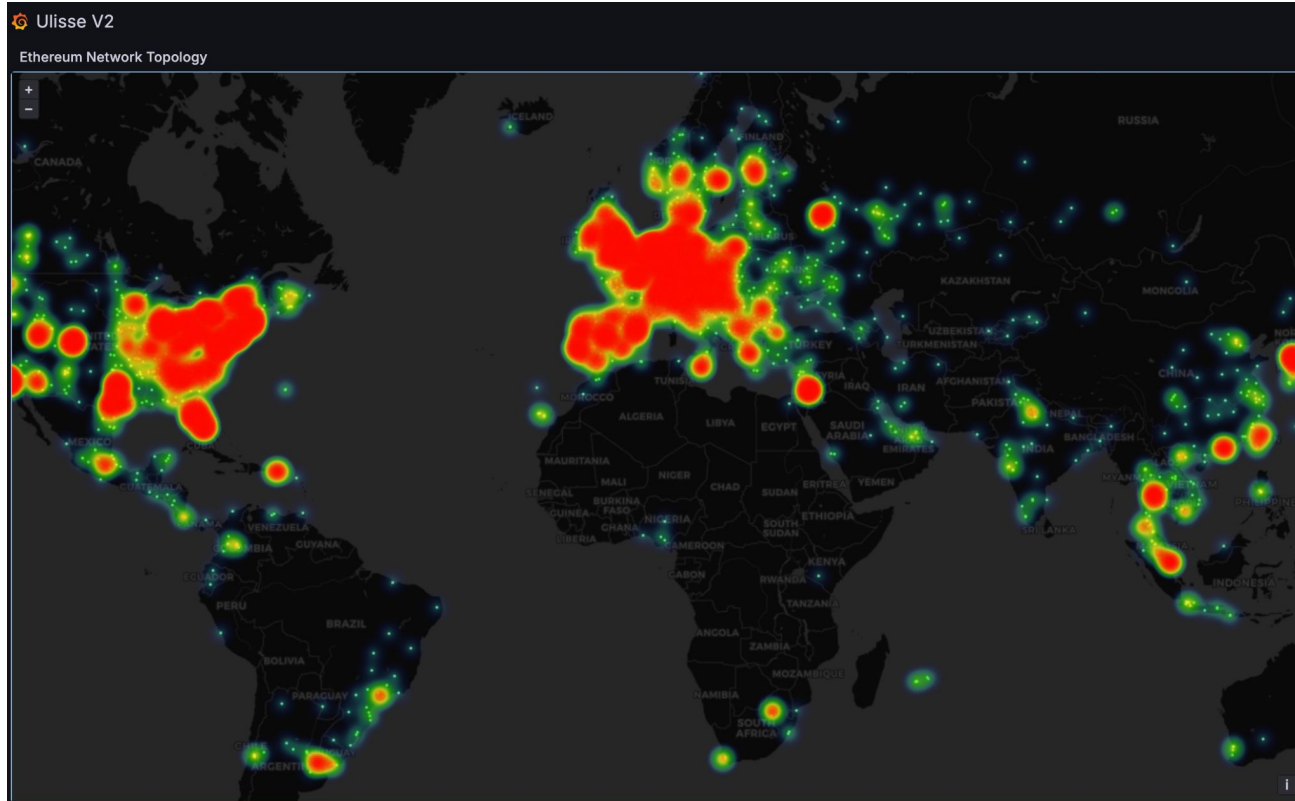 Ulisse V2
Ethereum Network Topology
+
−
ICELAND
RUSSIA
FINLAND
CANADA
KAZAKHSTAN
MONGOLIA
UZBEKISTAN
TURKMENISTAN
TURKEY
CHINA
SYRIA
AFGHANISTAN
IRAQ
IRAN
TUNISIA
MOROCCO
PAKISTAN
NEPAL
ALGERIA
LIBYA
EGYPT
SAUDI
ARABIA
EMIRATES
INDIA
BANGLADESH
MEXICO
CUBA
MAURITANIA
MALI
NIGER
CHAD
SUDAN
ERITREA
YEMEN
GUATEMALA
SENEGAL
BURKINA
FASO
GUINEA
GHANA
NIGERIA
SOUTH
SUDAN
ETHIOPIA
SRI LANKA
VENEZUELA
LIBERIA
GUYANA
CAMEROON
ECUADOR
GABON
KENYA
RWANDA
INDONESIA
PERU
TANZANIA
BRAZIL
ANGOLA
ZAMBIA
BOLIVIA
MOZAMBIQUE
PARAGUAY
NAMIBIA
SOUTH
AFRICA
CHILE
i